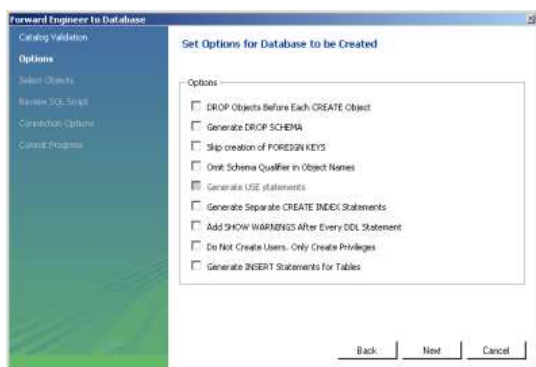 Forward Engineer to Database
Catalog Validation
Options
Select Objects
Review SQL Script
Connection Options
Commit Progress
Set Options for Database to be Created
Options
DROP Objects Before Each CREATE Object
Generate DROP SCHEMA
Skip creation of FOREIGN KEYS
Omit Schema Qualifier in Object Names
Generate USE statements
Generate Separate CREATE INDEX Statements
Add SHOW WARNINGS After Every DDL Statement
Do Not Create Users. Only Create Privileges
Generate INSERT Statements for Tables
Back Next Cancel